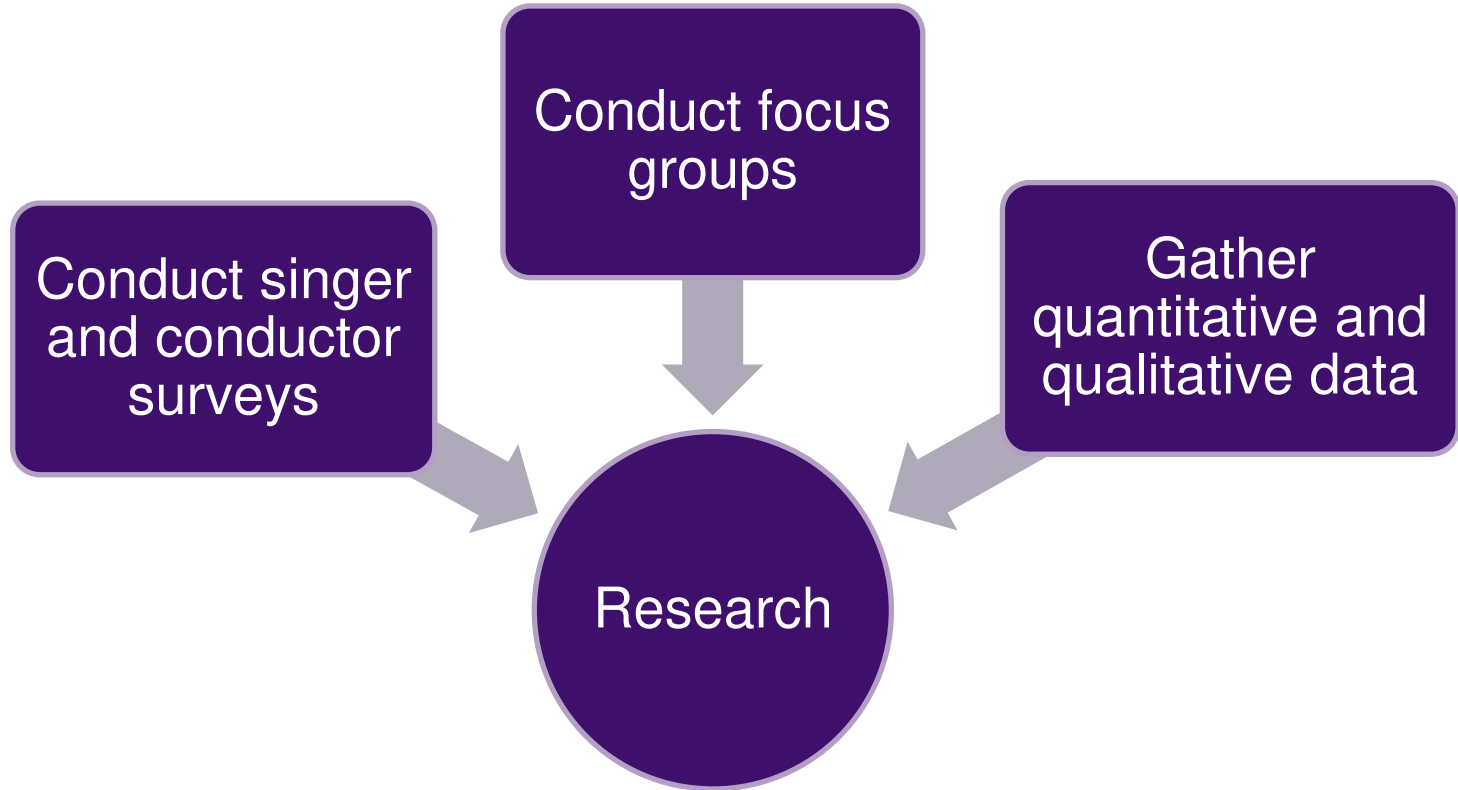 Conduct focus
groups
Conduct singer
and conductor
surveys
Gather
quantitative and
qualitative data
Research